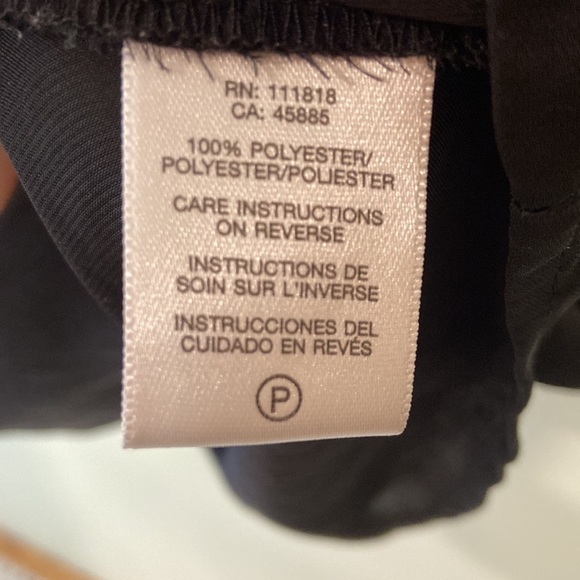 RN: 111818
CA: 45885
100% POLYESTER/
POLYESTER/POLIESTER
CARE INSTRUCTIONS
ON REVERSE
INSTRUCTIONS DE
SOIN SUR L'INVERSE
INSTRUCCIONES DEL
CUIDADO EN REVÉS
P